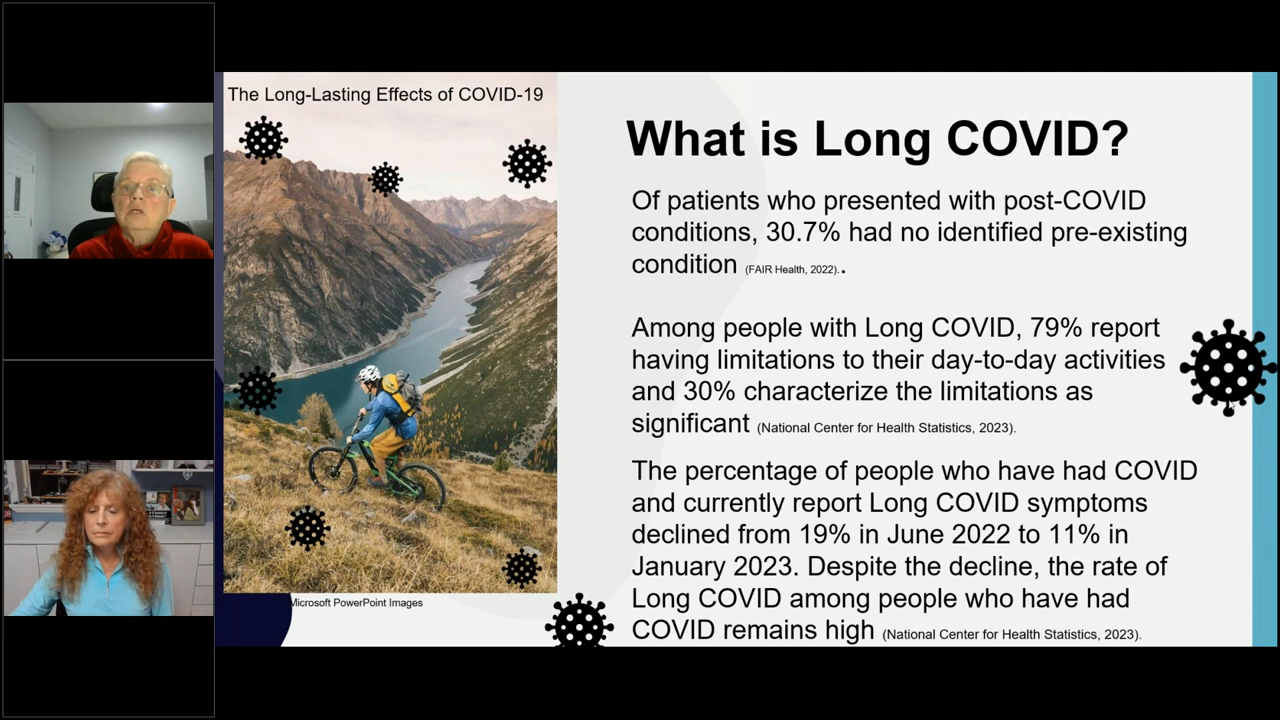 The Long-Lasting Effects of COVID-19
What is Long COVID?
Of patients who presented with post-COVID
conditions, 30.7% had no identified pre-existing
condition (FAIR Health, 2022)..
Among people with Long COVID, 79% report
having limitations to their day-to-day activities
and 30% characterize the limitations as
significant (National Center for Health Statistics, 2023).
The percentage of people who have had COVID
and currently report Long COVID symptoms
declined from 19% in June 2022 to 11% in
January 2023. Despite the decline, the rate of
Long COVID among people who have had
COVID remains high (National Center for Health Statistics, 2023).
Microsoft PowerPoint Images